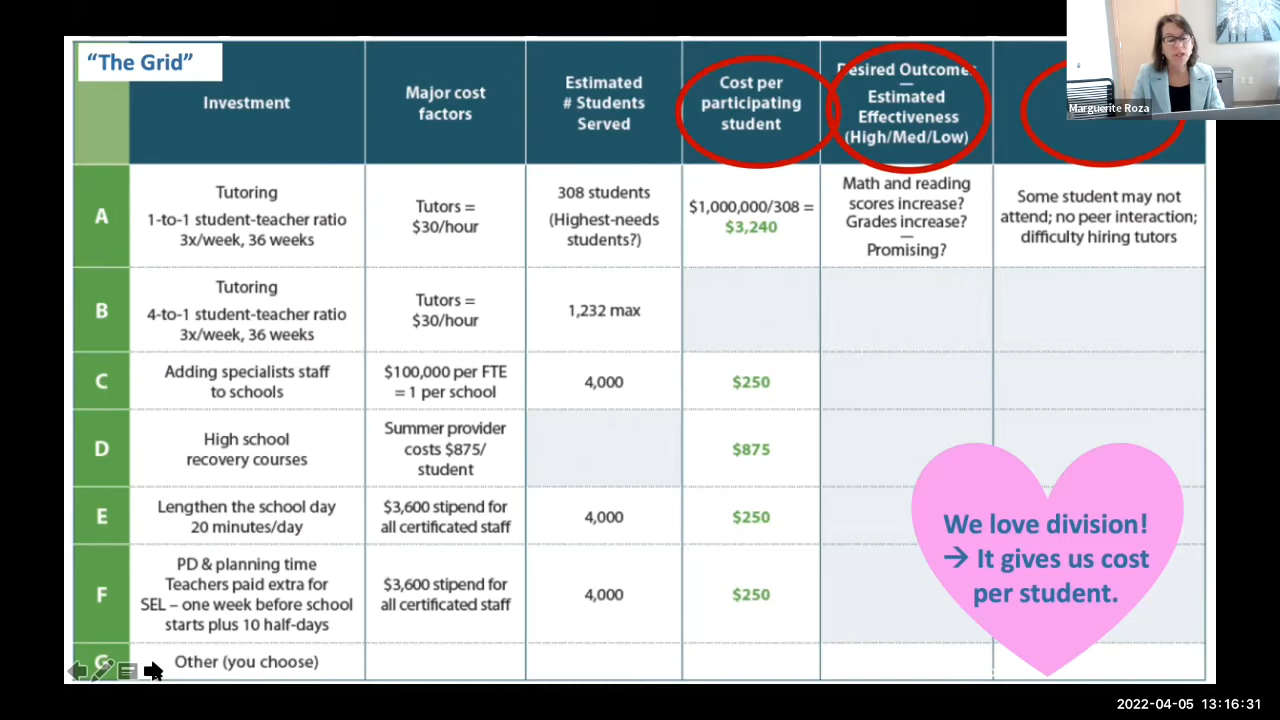 “The Grid”
Investment
Major cost
factors
Estimated
# Students
Served
Cost per
participating
student
Desired Outcomes
—
Estimated
Effectiveness
(High/Med/Low)
Marguerite Roza
A
Tutoring
1-to-1 student-teacher ratio
3x/week, 36 weeks
Tutors =
$30/hour
308 students
(Highest-needs
students?)
$1,000,000/308 =
$3,240
Math and reading
scores increase?
Grades increase?
—
Promising?
Some student may not
attend; no peer interaction;
difficulty hiring tutors
B
Tutoring
4-to-1 student-teacher ratio
3x/week, 36 weeks
Tutors =
$30/hour
1,232 max
C
Adding specialists staff
to schools
$100,000 per FTE
= 1 per school
4,000
$250
D
High school
recovery courses
Summer provider
costs $875/
student
$875
E
Lengthen the school day
20 minutes/day
$3,600 stipend for
all certificated staff
4,000
$250
F
PD & planning time
Teachers paid extra for
SEL – one week before school
starts plus 10 half-days
$3,600 stipend for
all certificated staff
4,000
$250
G
Other (you choose)
We love division!
→ It gives us cost
per student.
2022-04-05 13:16:31